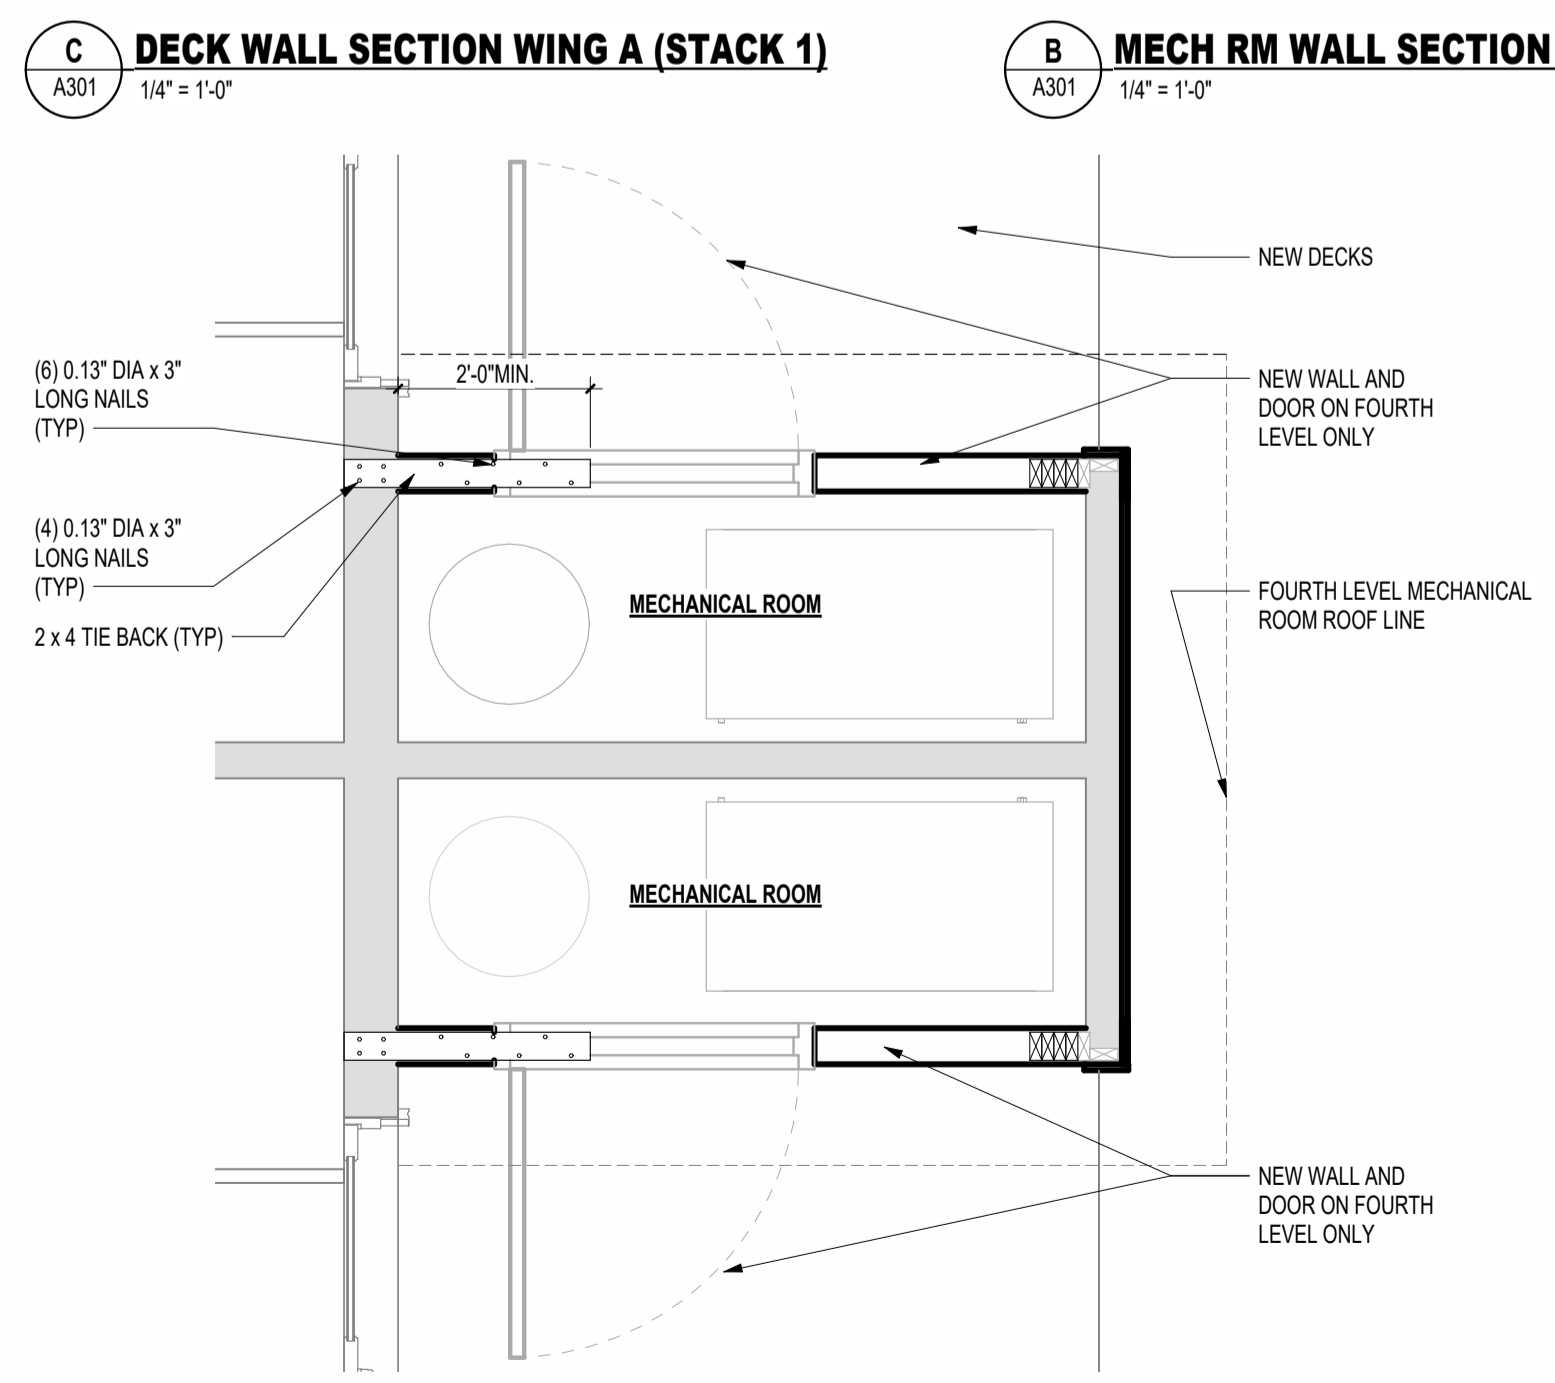 C
A301
DECK WALL SECTION WING A (STACK 1)
1/4" = 1'-0"
B
A301
MECH RM WALL SECTION
1/4" = 1'-0"
NEW DECKS
(6) 0.13" DIA x 3"
LONG NAILS
(TYP)
2'-0"MIN.
NEW WALL AND
DOOR ON FOURTH
LEVEL ONLY
(4) 0.13" DIA x 3"
LONG NAILS
(TYP)
2 x 4 TIE BACK (TYP)
MECHANICAL ROOM
FOURTH LEVEL MECHANICAL
ROOM ROOF LINE
MECHANICAL ROOM
NEW WALL AND
DOOR ON FOURTH
LEVEL ONLY